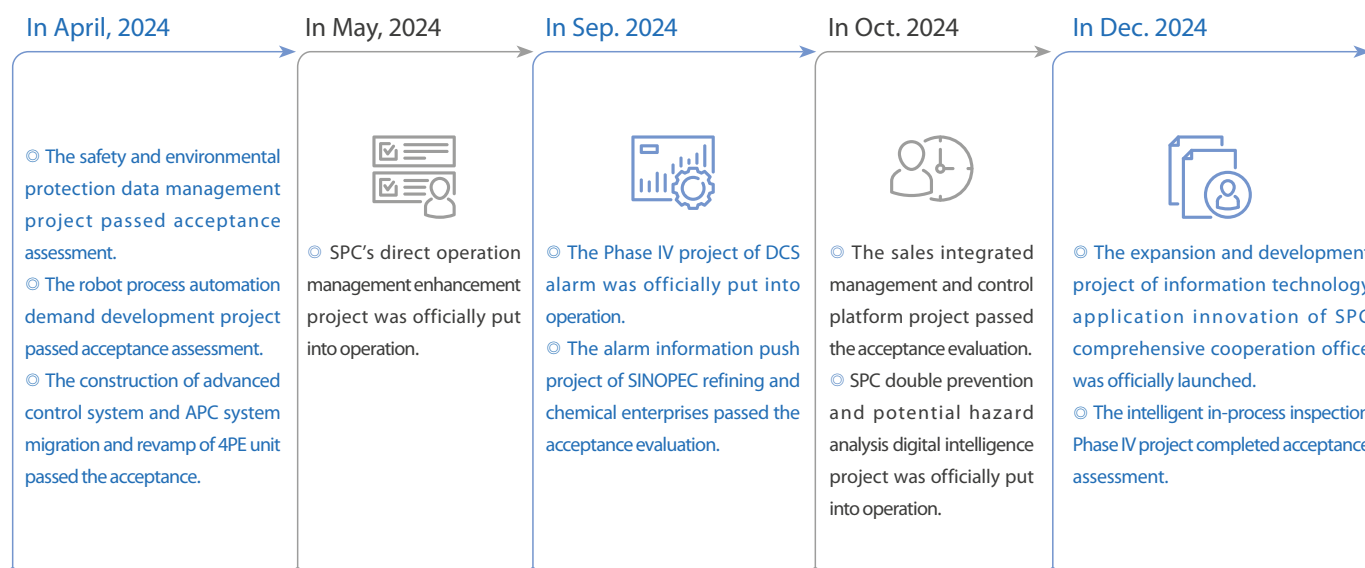 In April, 2024
◎ The safety and environmental
protection data management
project passed acceptance
assessment.
◎ The robot process automation
demand development project
passed acceptance assessment.
◎ The construction of advanced
control system and APC system
migration and revamp of 4PE unit
passed the acceptance.
In May, 2024
◎ SPC’s direct operation
management enhancement
project was officially put
into operation.
In Sep. 2024
◎ The Phase IV project of DCS
alarm was officially put into
operation.
◎ The alarm information push
project of SINOPEC refining and
chemical enterprises passed the
acceptance evaluation.
In Oct. 2024
◎ The sales integrated
management and control
platform project passed
the acceptance evaluation.
◎ SPC double prevention
and potential hazard
analysis digital intelligence
project was officially put
into operation.
In Dec. 2024
◎ The expansion and development
project of information technology
application innovation of SPC
comprehensive cooperation office
was officially launched.
◎ The intelligent in-process inspection
Phase IV project completed acceptance
assessment.